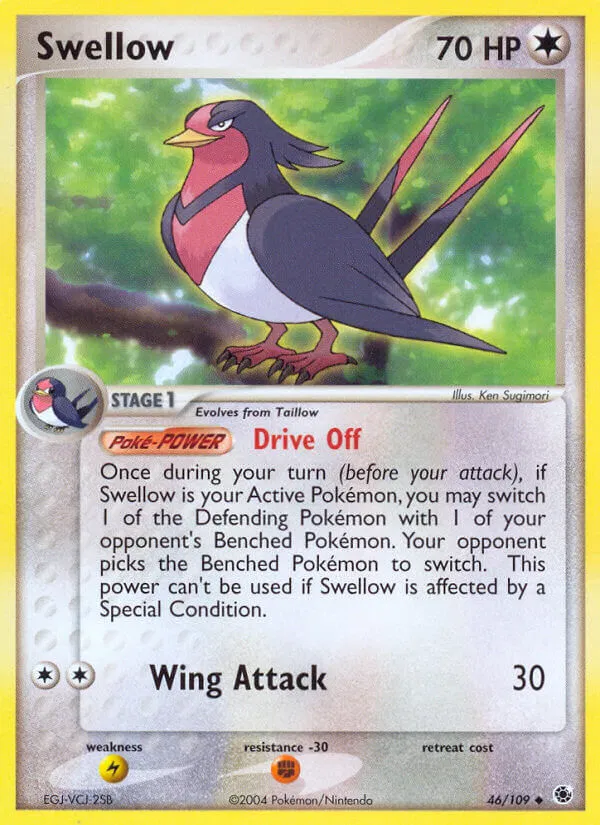 Swellow 70 HP
STAGE 1
Evolves from Taillow
Illus. Ken Sugimori
Poké-POWER Drive Off
Once during your turn (before your attack), if
Swellow is your Active Pokémon, you may switch
1 of the Defending Pokémon with 1 of your
opponent's Benched Pokémon. Your opponent
picks the Benched Pokémon to switch. This
power can't be used if Swellow is affected by a
Special Condition.
Wing Attack 30
weakness resistance -30 retreat cost
EGJ-VCJ-2SB ©2004 Pokémon/Nintendo 46/109